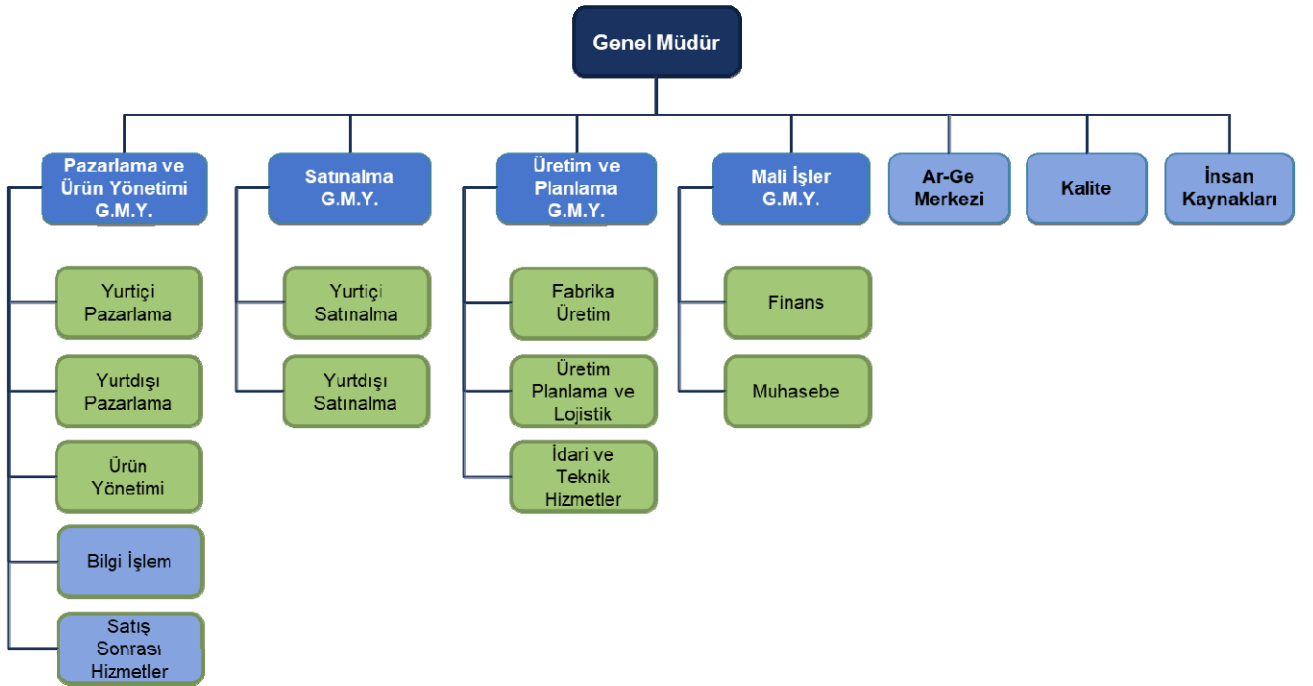 Genel Müdür
Pazarlama ve
Ürün Yönetimi
G.M.Y.
Satınalma
G.M.Y.
Üretim ve
Planlama
G.M.Y.
Mali İşler
G.M.Y.
Ar-Ge
Merkezi
Kalite
İnsan
Kaynakları
Yurtiçi
Pazarlama
Yurtdışı
Pazarlama
Ürün
Yönetimi
Bilgi İşlem
Satış
Sonrası
Hizmetler
Yurtiçi
Satınalma
Yurtdışı
Satınalma
Fabrika
Üretim
Üretim
Planlama ve
Lojistik
İdari ve
Teknik
Hizmetler
Finans
Muhasebe